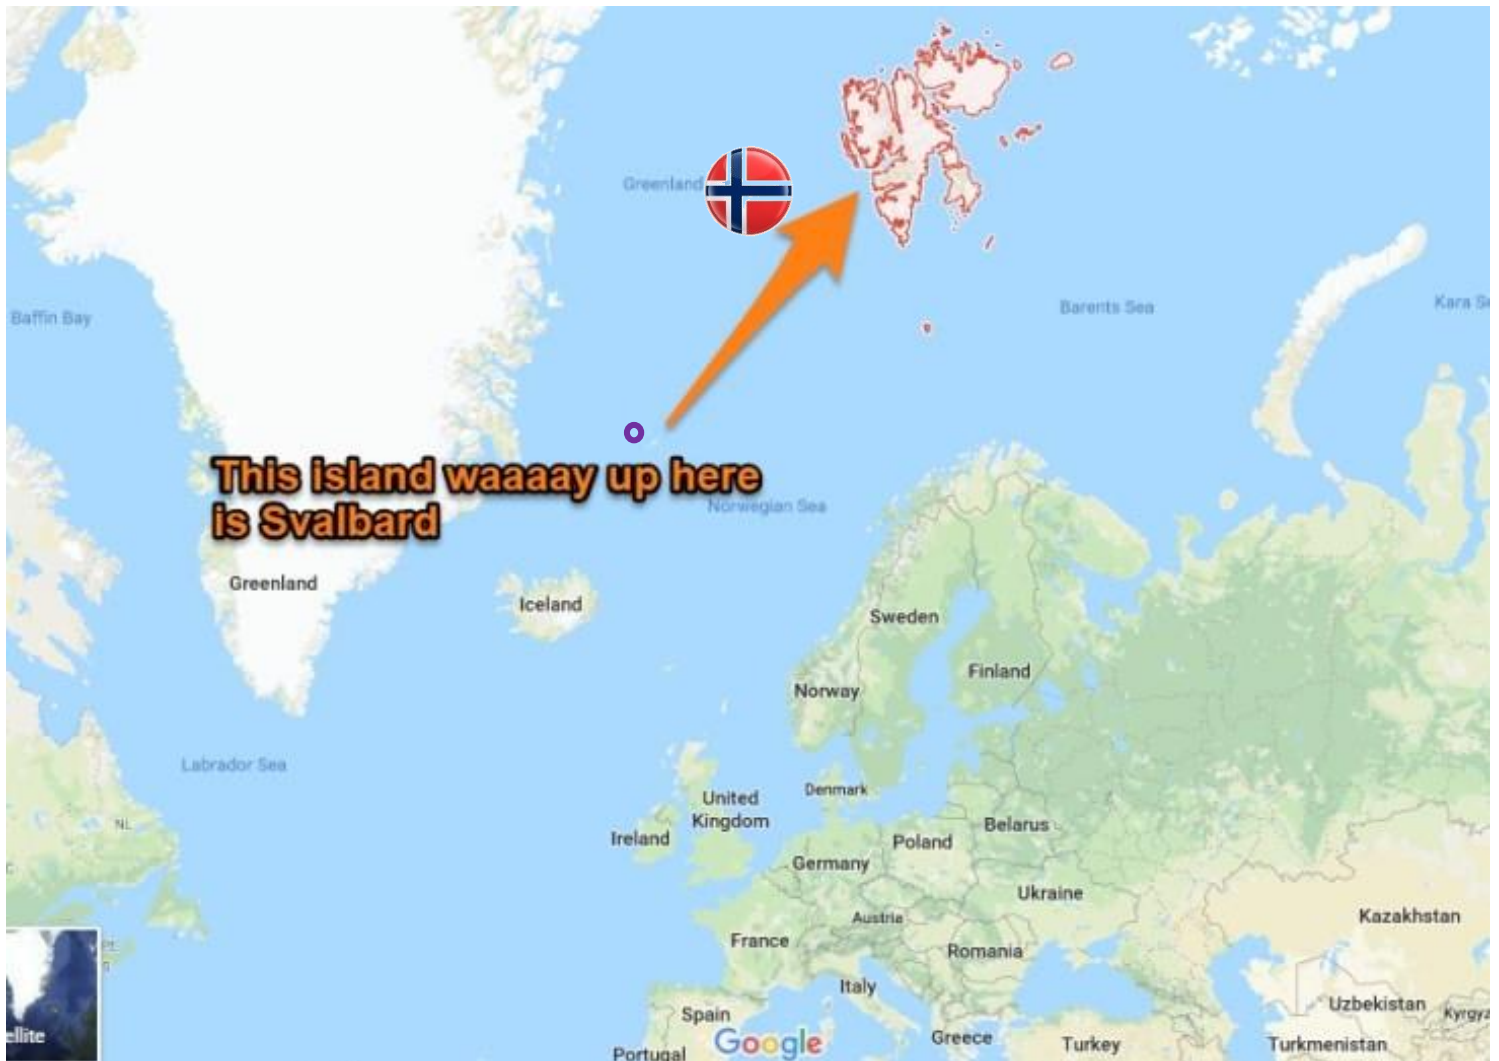 Greenland
Baffin Bay
Barents Sea
Kara Se
This island waaaay up here
is Svalbard
Norwegian Sea
Greenland
Iceland
Sweden
Finland
Norway
Labrador Sea
NL
Denmark
United
Kingdom
Ireland
Belarus
Poland
Germany
Ukraine
Austria
Kazakhstan
France
Romania
Italy
Uzbekistan
Spain
Kyrgyz
ellite
Google
Greece
Turkey
Turkmenistan
Portugal